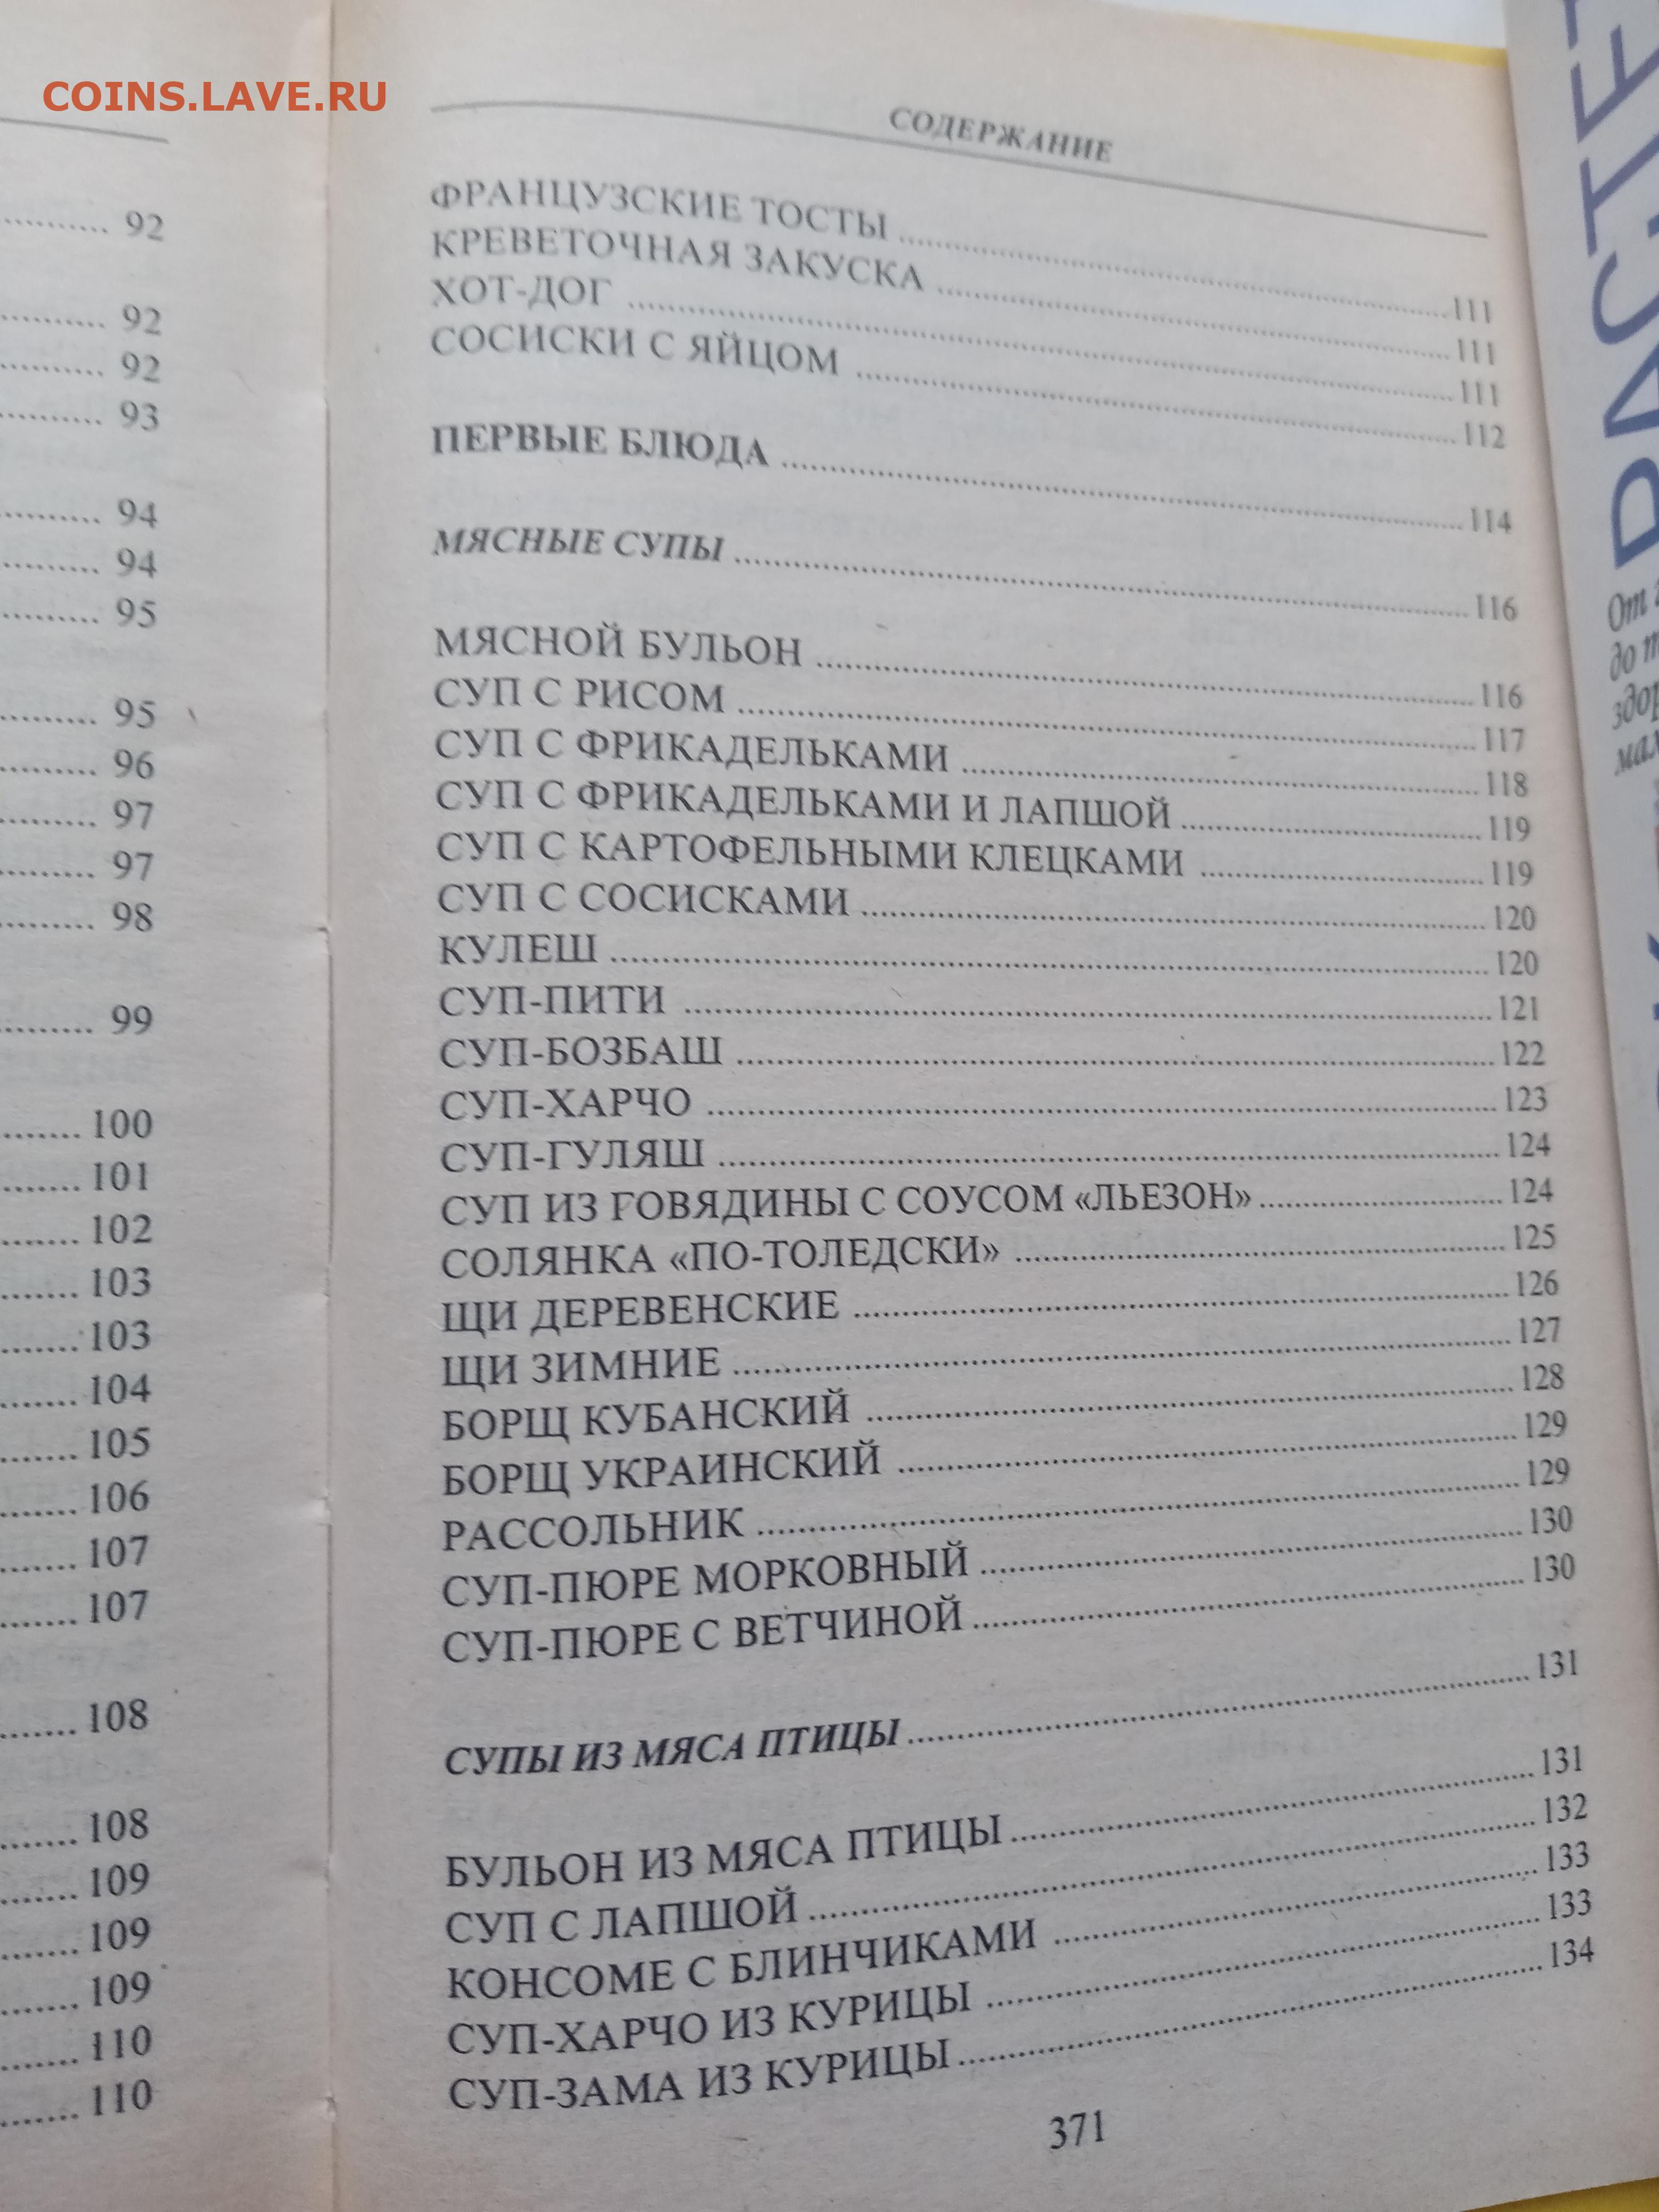 COINS.LAVE.RU
92
92
92
93
94
94
95
95
96
97
97
98
99
100
101
102
103
103
104
105
106
107
107
108
108
109
109
109
110
110
СОДЕРЖАНИЕ
ФРАНЦУЗСКИЕ ТОСТЫ 111
КРЕВЕТОЧНАЯ ЗАКУСКА 111
ХОТ-ДОГ 111
СОСИСКИ С ЯЙЦОМ 112
ПЕРВЫЕ БЛЮДА 114
МЯСНЫЕ СУПЫ 116
МЯСНОЙ БУЛЬОН 116
СУП С РИСОМ 117
СУП С ФРИКАДЕЛЬКАМИ 118
СУП С ФРИКАДЕЛЬКАМИ И ЛАПШОЙ 119
СУП С КАРТОФЕЛЬНЫМИ КЛЕЦКАМИ 119
СУП С СОСИСКАМИ 120
КУЛЕШ 120
СУП-ПИТИ 121
СУП-БОЗБАШ 122
СУП-ХАРЧО 123
СУП-ГУЛЯШ 124
СУП ИЗ ГОВЯДИНЫ С СОУСОМ «ЛЬЕЗОН» 124
СОЛЯНКА «ПО-ТОЛЕДСКИ» 125
ЩИ ДЕРЕВЕНСКИЕ 126
ЩИ ЗИМНИЕ 127
БОРЩ КУБАНСКИЙ 128
БОРЩ УКРАИНСКИЙ 129
РАССОЛЬНИК 129
СУП-ПЮРЕ МОРКОВНЫЙ 130
СУП-ПЮРЕ С ВЕТЧИНОЙ 130
СУПЫ ИЗ МЯСА ПТИЦЫ 131
БУЛЬОН ИЗ МЯСА ПТИЦЫ 131
СУП С ЛАПШОЙ 132
КОНСОМЕ С БЛИНЧИКАМИ 133
СУП-ХАРЧО ИЗ КУРИЦЫ 133
СУП-ЗАМА ИЗ КУРИЦЫ 134
371
От
до